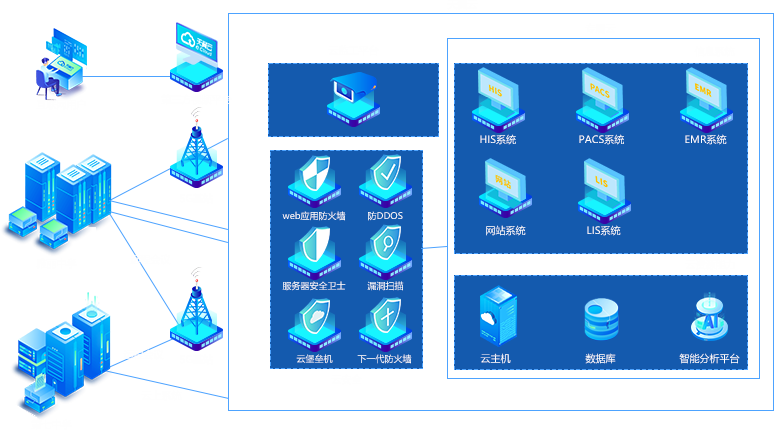 天翼云
e Cloud
HIS
PACS
EMR
HIS系统
PACS系统
EMR系统
网站
LIS
网站系统
LIS系统
web应用防火墙
防DDOS
服务器安全卫士
漏洞扫描
云堡垒机
下一代防火墙
AI
云主机
数据库
智能分析平台